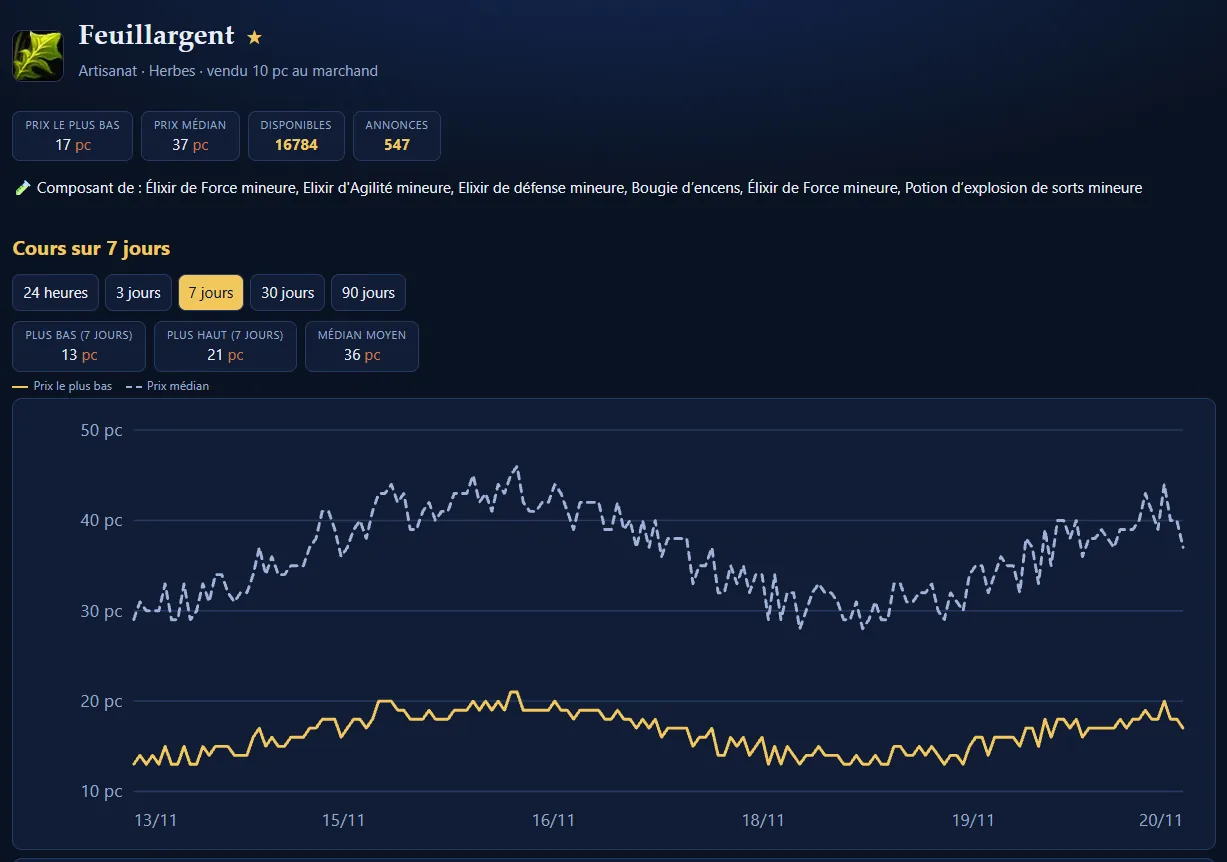 Feuillargent ★
Artisanat · Herbes · vendu 10 pc au marchand
PRIX LE PLUS BAS
17 pc
PRIX MÉDIAN
37 pc
DISPONIBLES
16784
ANNONCES
547
Composant de : Élixir de Force mineure, Elixir d'Agilité mineure, Elixir de défense mineure, Bougie d’encens, Élixir de Force mineure, Potion d’explosion de sorts mineure
Cours sur 7 jours
24 heures
3 jours
7 jours
30 jours
90 jours
PLUS BAS (7 JOURS)
13 pc
PLUS HAUT (7 JOURS)
21 pc
MÉDIAN MOYEN
36 pc
Prix le plus bas
Prix médian
50 pc
40 pc
30 pc
20 pc
10 pc
13/11
15/11
16/11
18/11
19/11
20/11